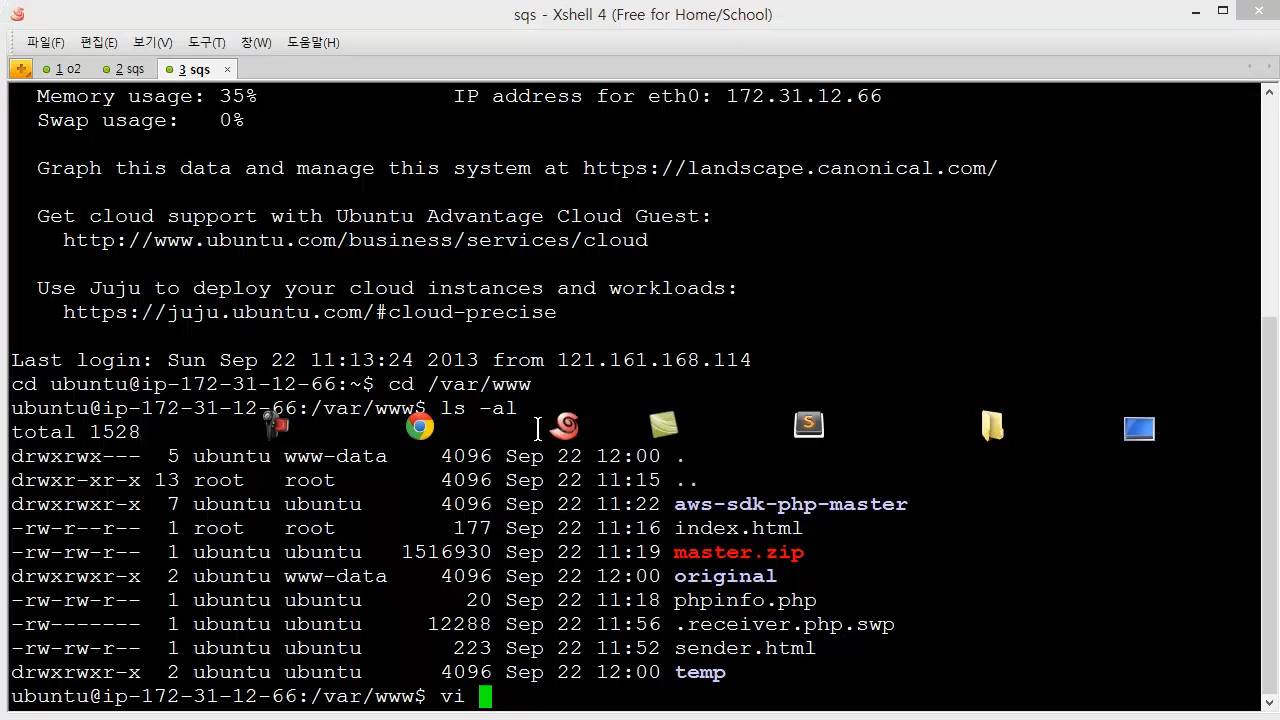 sqs - Xshell 4 (Free for Home/School)
파일(F) 편집(E) 보기(V) 도구(T) 창(W) 도움말(H)
1 o2 2 sqs 3 sqs ×
Memory usage: 35% IP address for eth0: 172.31.12.66
Swap usage: 0%
Graph this data and manage this system at https://landscape.canonical.com/
Get cloud support with Ubuntu Advantage Cloud Guest:
http://www.ubuntu.com/business/services/cloud
Use Juju to deploy your cloud instances and workloads:
https://juju.ubuntu.com/#cloud-precise
Last login: Sun Sep 22 11:13:24 2013 from 121.161.168.114
cd ubuntu@ip-172-31-12-66:~$ cd /var/www
ubuntu@ip-172-31-12-66:/var/www$ ls -al
total 1528
drwxrwx--- 5 ubuntu www-data 4096 Sep 22 12:00 .
drwxr-xr-x 13 root root 4096 Sep 22 11:15 ..
drwxrwxr-x 7 ubuntu ubuntu 4096 Sep 22 11:22 aws-sdk-php-master
-rw-r--r-- 1 root root 177 Sep 22 11:16 index.html
-rw-rw-r-- 1 ubuntu ubuntu 1516930 Sep 22 11:19 master.zip
drwxrwxr-x 2 ubuntu www-data 4096 Sep 22 12:00 original
-rw-rw-r-- 1 ubuntu ubuntu 20 Sep 22 11:18 phpinfo.php
-rw------- 1 ubuntu ubuntu 12288 Sep 22 11:56 .receiver.php.swp
-rw-rw-r-- 1 ubuntu ubuntu 223 Sep 22 11:52 sender.html
drwxrwxr-x 2 ubuntu ubuntu 4096 Sep 22 12:00 temp
ubuntu@ip-172-31-12-66:/var/www$ vi